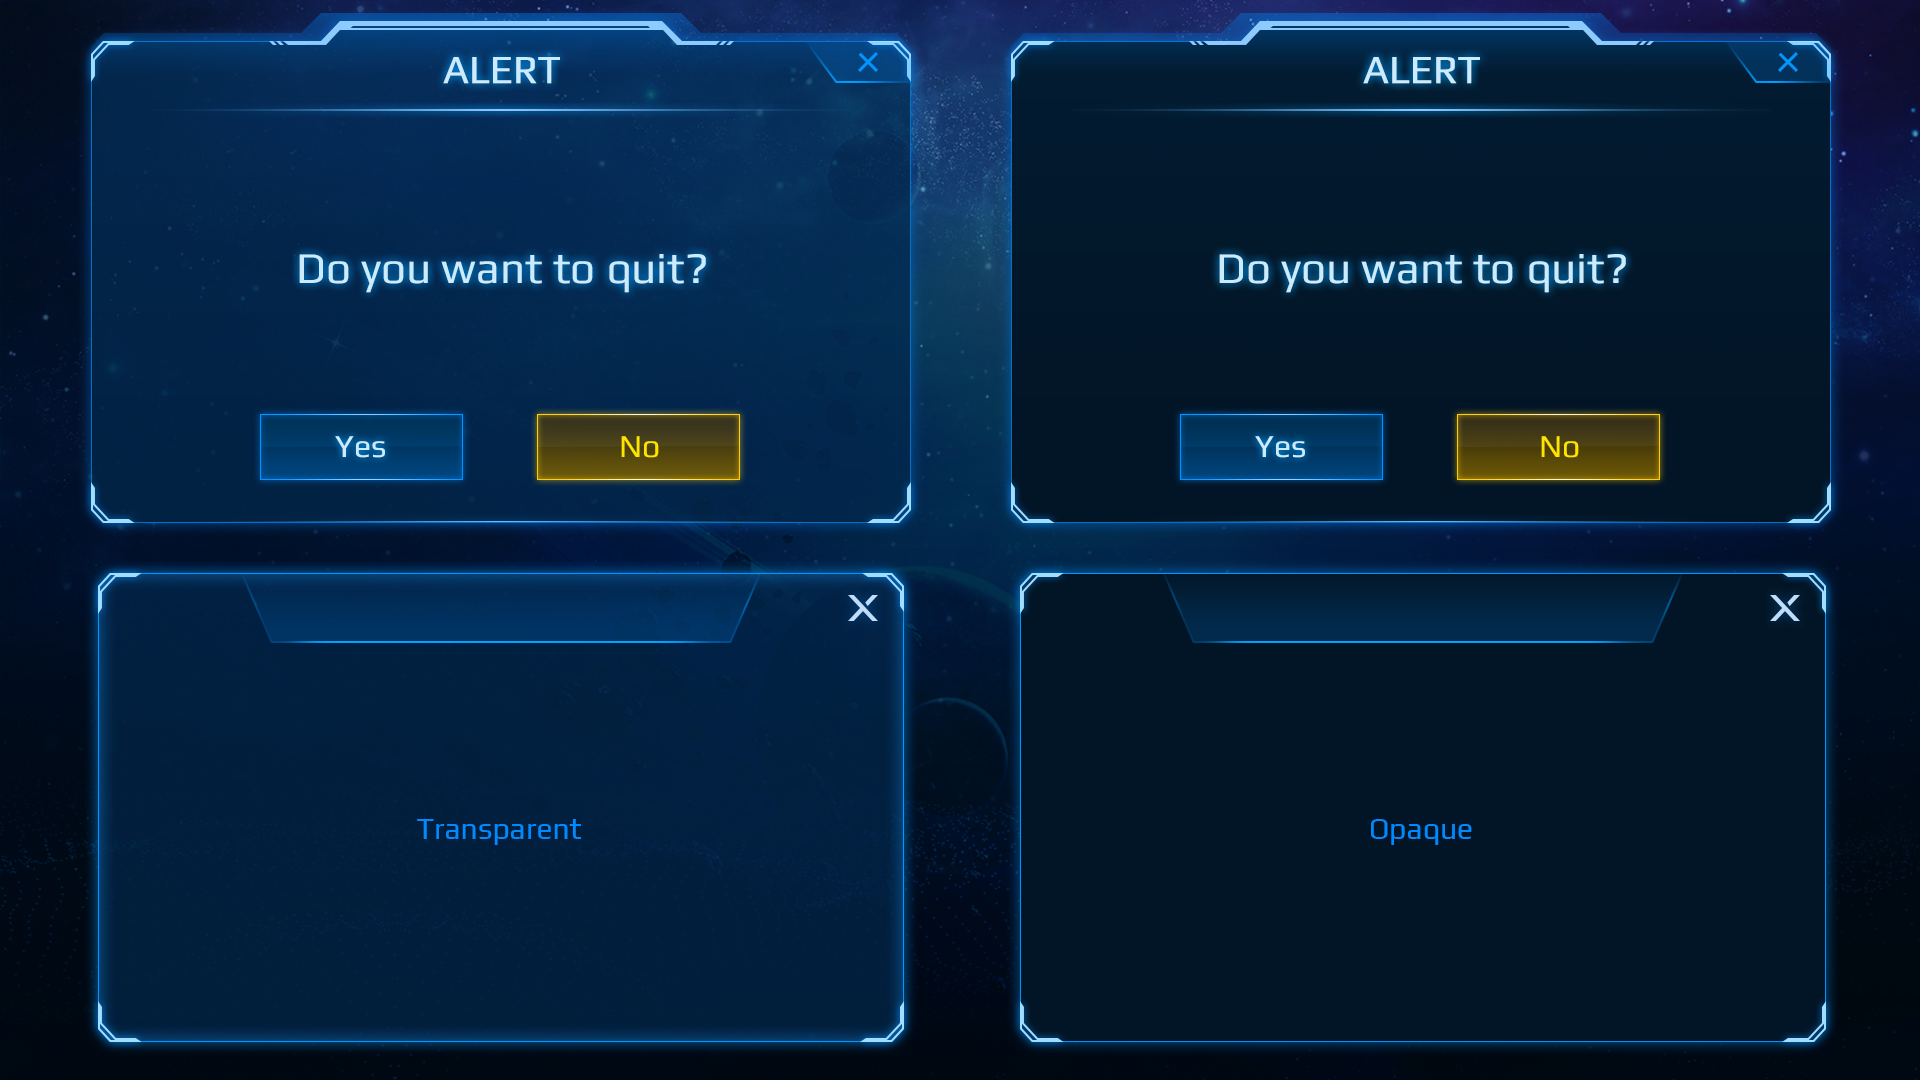 ALERT
Do you want to quit?
Yes
No
ALERT
Do you want to quit?
Yes
No
Transparent
Opaque